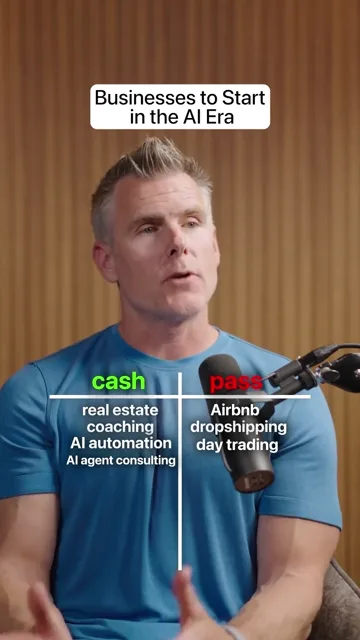 Businesses to Start
in the AI Era
cash
pass
real estate
coaching
AI automation
AI agent consulting
Airbnb
dropshipping
day trading